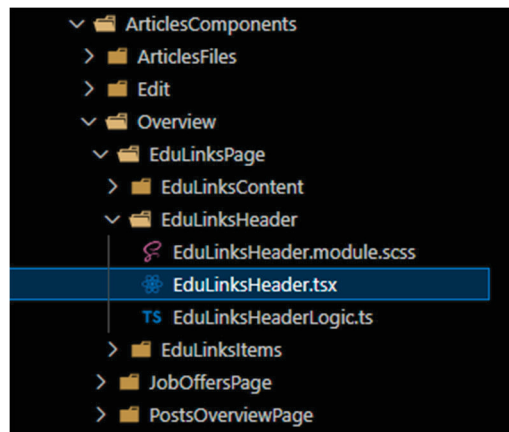 ArticlesComponents
ArticlesFiles
Edit
Overview
EduLinksPage
EduLinksContent
EduLinksHeader
EduLinksHeader.module.scss
EduLinksHeader.tsx
TS EduLinksHeaderLogic.ts
EduLinksItems
JobOffersPage
PostsOverviewPage